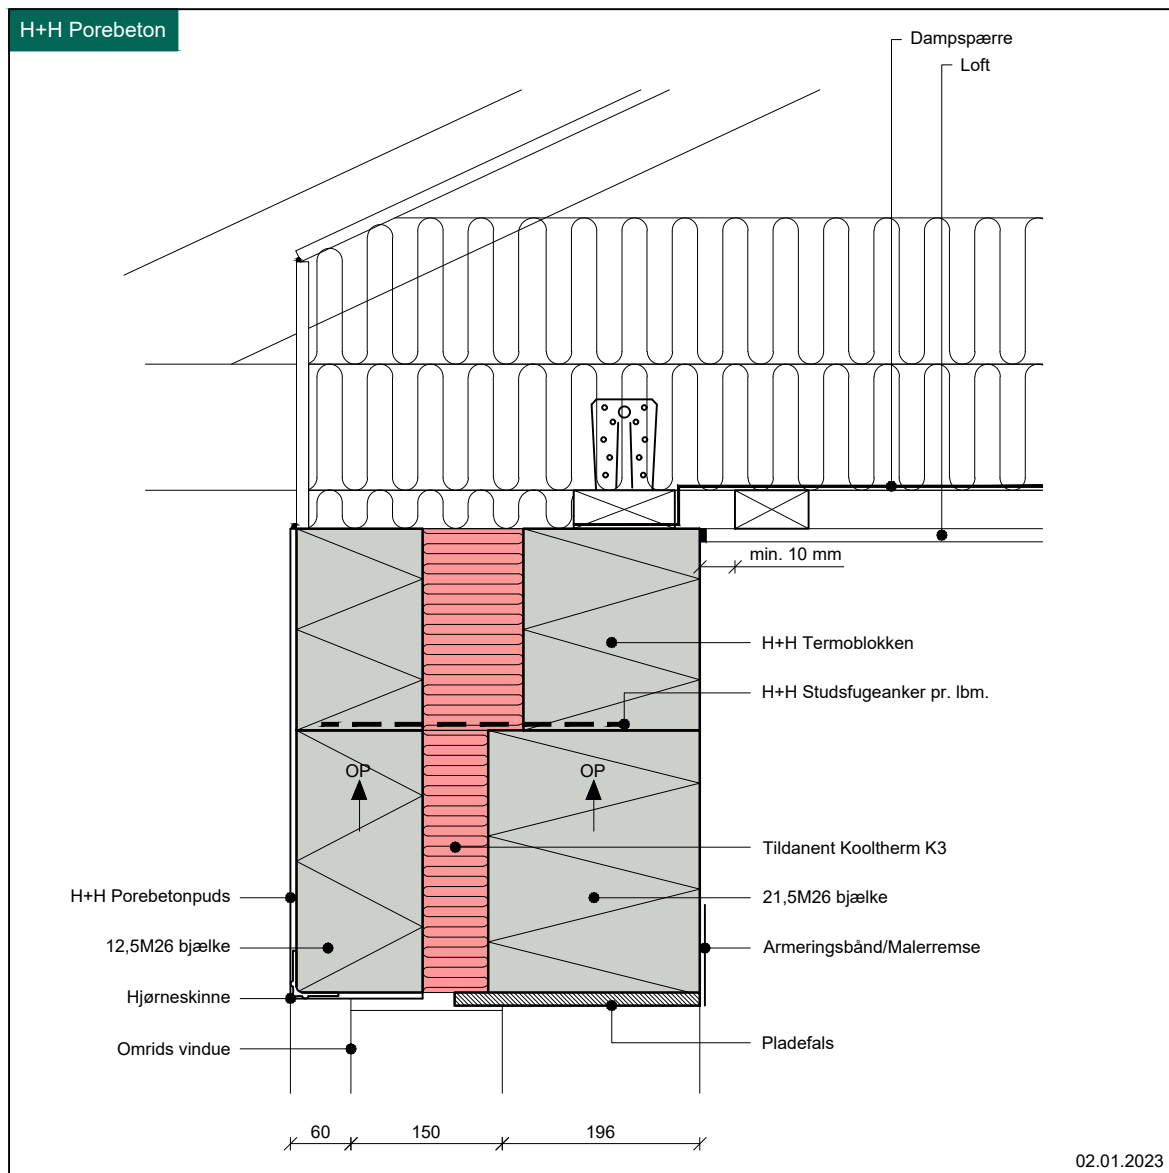 H+H Porebeton
Dampspærre
Loft
min. 10 mm
H+H Termoblokken
H+H Studsfugeanker pr. lbm.
OP
OP
Tildanent Kooltherm K3
H+H Porebetonpuds
21,5M26 bjælke
12,5M26 bjælke
Armeringsbånd/Malerremse
Hjørneskinne
Omrids vindue
Pladefals
60
150
196
02.01.2023